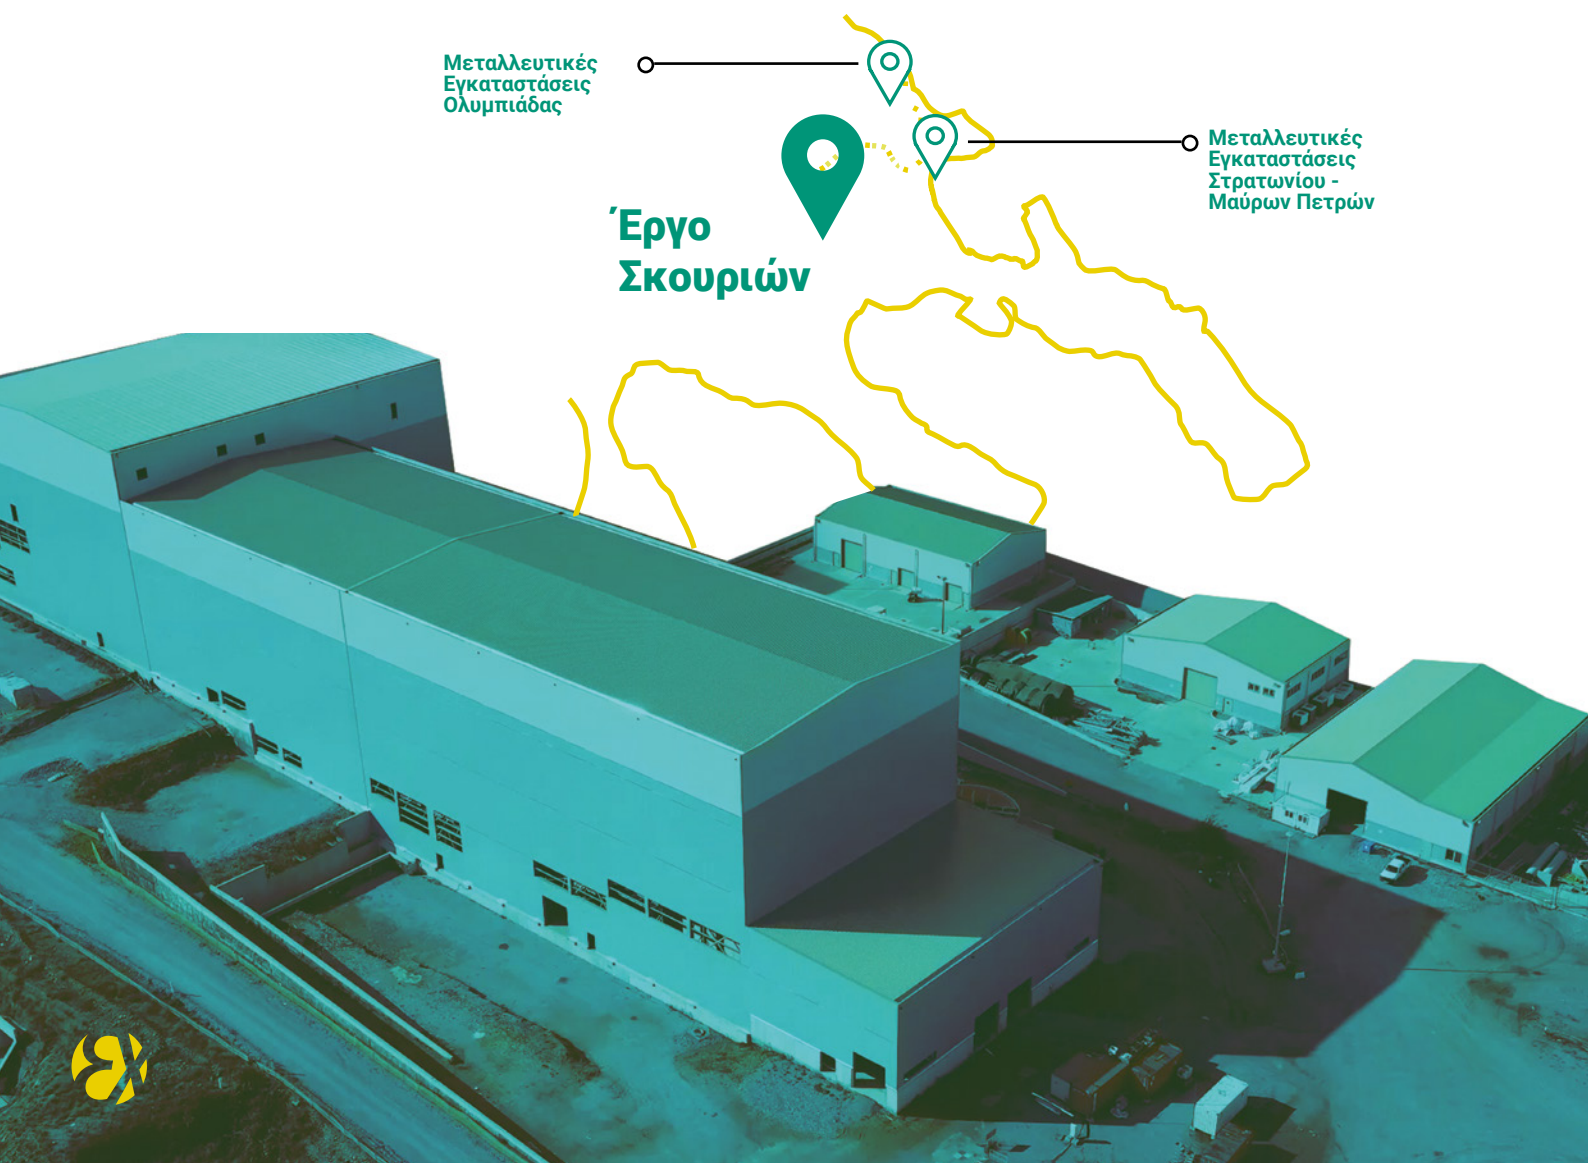 Μεταλλευτικές
Εγκαταστάσεις
Ολυμπιάδας
Μεταλλευτικές
Εγκαταστάσεις
Στρατωνίου -
Μαύρων Πετρών
Έργο
Σκουριών